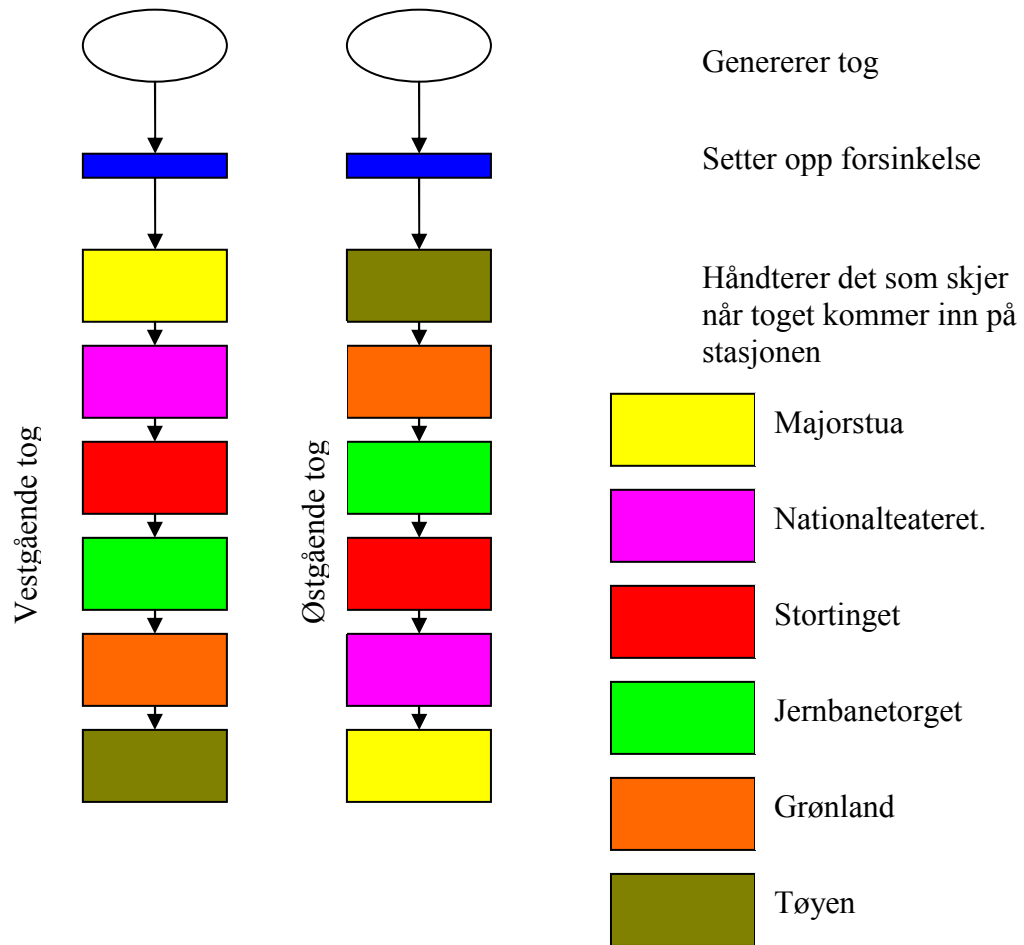 Genererer tog
Setter opp forsinkelse
Håndterer det som skjer
når toget kommer inn på
stasjonen
Vestgående tog
Østgående tog
Majorstua
Nationalteateret.
Stortinget
Jernbanetorget
Grønland
Tøyen